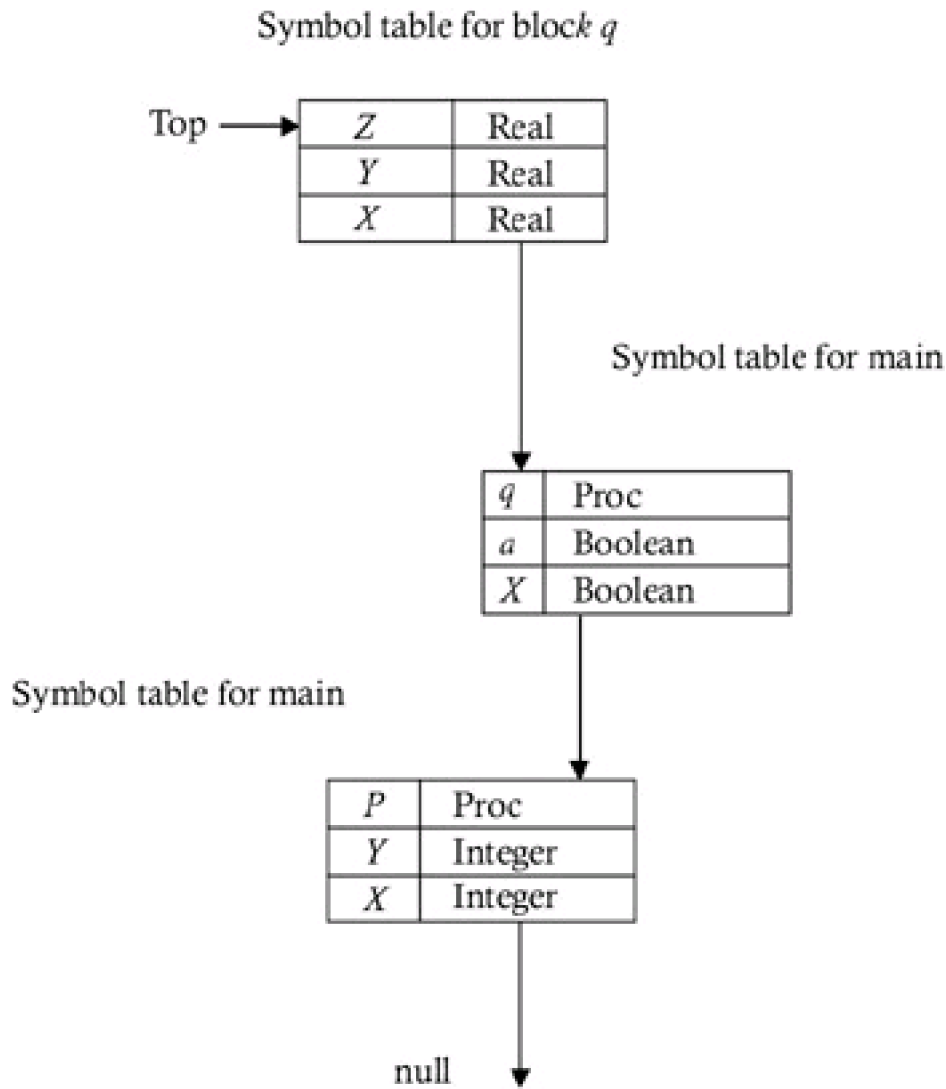 Symbol table for block q
Top
Z Real
Y Real
X Real
Symbol table for main
q Proc
a Boolean
X Boolean
Symbol table for main
P Proc
Y Integer
X Integer
null